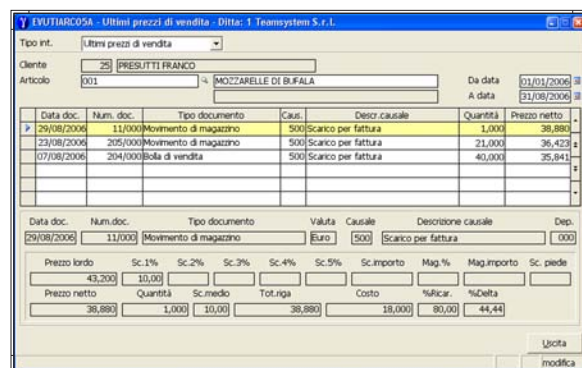 EVUTIARC05A - Ultimi prezzi di vendita - Ditta: 1 Teamsystem S.r.l.
Tipo int. Ultimi prezzi di vendita
Cliente 25 PRESUTTI FRANCO
Articolo 001 MOZZARELLE DI BUFALA Da data 01/01/2006
A data 31/08/2006
Data doc. Num. doc. Tipo documento Caus. Descr.causale Quantità Prezzo netto
29/08/2006 11/000 Movimento di magazzino 500 Scarico per fattura 1,000 38,880
23/08/2006 205/000 Movimento di magazzino 500 Scarico per fattura 21,000 36,423
07/08/2006 204/000 Bolla di vendita 500 Scarico per fattura 40,000 35,841
Data doc. Num.doc. Tipo documento Valuta Causale Descrizione causale Dep.
29/08/2006 11/000 Movimento di magazzino Euro 500 Scarico per fattura 000
Prezzo lordo Sc.1% Sc.2% Sc.3% Sc.4% Sc.5% Sc.importo Mag.% Mag.importo Sc. piede
43,200 10,00
Prezzo netto Quantità Sc.medio Tot.riga Costo %Ricar. %Delta
38,880 1,000 10,00 38,880 18,000 80,00 44,44
Uscita
modifica